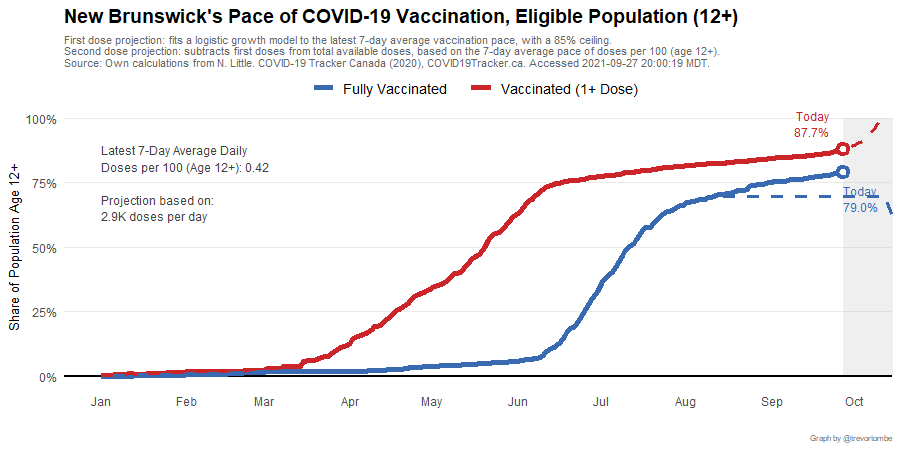 New Brunswick's Pace of COVID-19 Vaccination, Eligible Population (12+)
First dose projection: fits a logistic growth model to the latest 7-day average vaccination pace, with a 85% ceiling.
Second dose projection: subtracts first doses from total available doses, based on the 7-day average pace of doses per 100 (age 12+).
Source: Own calculations from N. Little. COVID-19 Tracker Canada (2020), COVID19Tracker.ca. Accessed 2021-09-27 20:00:19 MDT.
Fully Vaccinated
Vaccinated (1+ Dose)
Share of Population Age 12+
100%
75%
50%
25%
0%
Latest 7-Day Average Daily
Doses per 100 (Age 12+): 0.42
Projection based on:
2.9K doses per day
Today
87.7%
Today
79.0%
Jan
Feb
Mar
Apr
May
Jun
Jul
Aug
Sep
Oct
Graph by @trevortombe